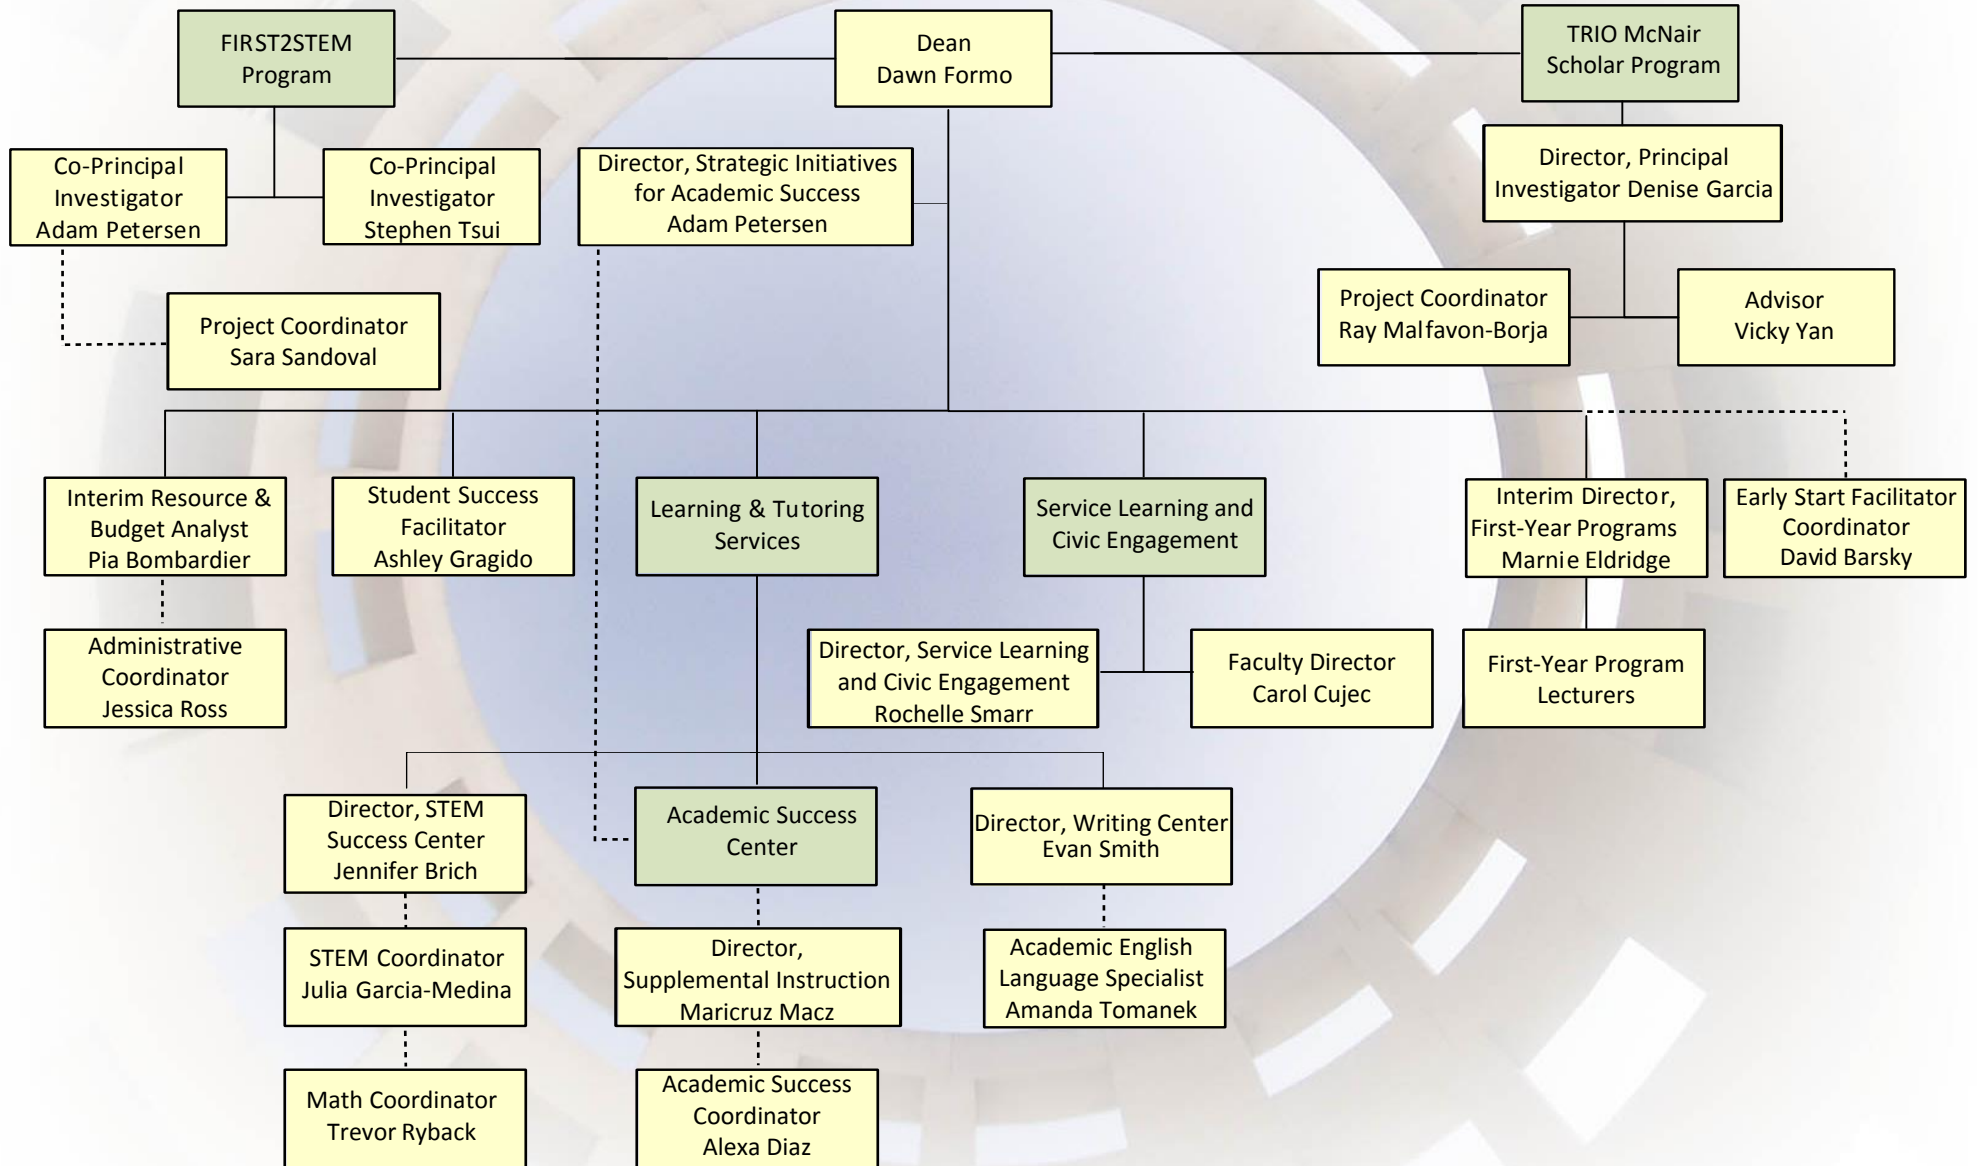 FIRST2STEM
Program
Dean
Dawn Formo
TRIO McNair
Scholar Program
Co-Principal
Investigator
Adam Petersen
Co-Principal
Investigator
Stephen Tsui
Director, Strategic Initiatives
for Academic Success
Adam Petersen
Director, Principal
Investigator Denise Garcia
Project Coordinator
Sara Sandoval
Project Coordinator
Ray Malfavon-Borja
Advisor
Vicky Yan
Interim Resource &
Budget Analyst
Pia Bombardier
Student Success
Facilitator
Ashley Gragido
Learning & Tutoring
Services
Service Learning and
Civic Engagement
Interim Director,
First-Year Programs
Marnie Eldridge
Early Start Facilitator
Coordinator
David Barsky
Administrative
Coordinator
Jessica Ross
Director, Service Learning
and Civic Engagement
Rochelle Smarr
Faculty Director
Carol Cujec
First-Year Program
Lecturers
Director, STEM
Success Center
Jennifer Brich
Academic Success
Center
Director, Writing Center
Evan Smith
STEM Coordinator
Julia Garcia-Medina
Director,
Supplemental Instruction
Maricruz Macz
Academic English
Language Specialist
Amanda Tomanek
Math Coordinator
Trevor Ryback
Academic Success
Coordinator
Alexa Diaz